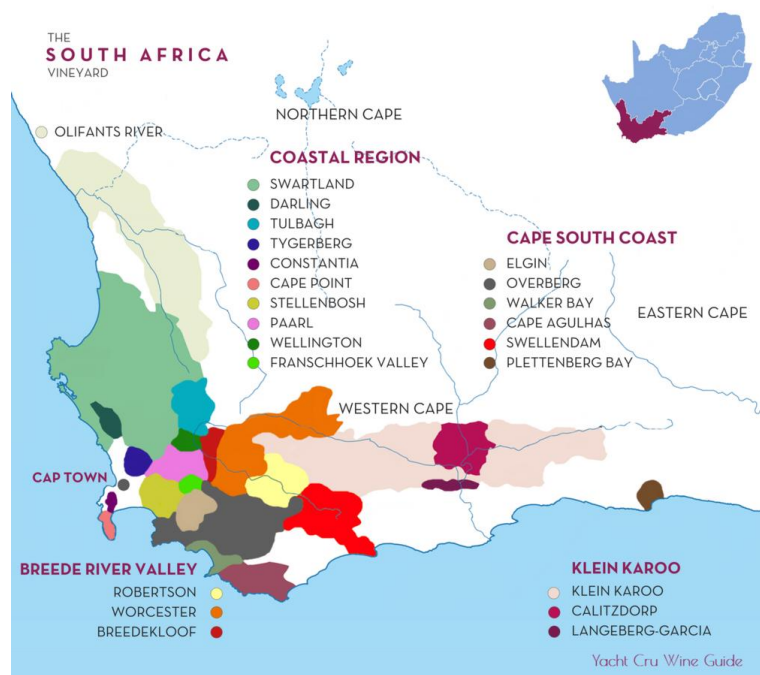 THE
SOUTH AFRICA
VINEYARD
NORTHERN CAPE
OLIFANTS RIVER
COASTAL REGION
SWARTLAND
DARLING
TULBAGH
TYGERBERG
CONSTANTIA
CAPE POINT
STELLENBOSH
PAARL
WELLINGTON
FRANSCHHOEK VALLEY
CAPE SOUTH COAST
ELGIN
OVERBERG
WALKER BAY
CAPE AGULHAS
SWELLENDAM
PLETTENBERG BAY
EASTERN CAPE
WESTERN CAPE
CAP TOWN
BREEDE RIVER VALLEY
ROBERTSON
WORCESTER
BREEDEKLOOF
KLEIN KAROO
KLEIN KAROO
CALITZDORP
LANGEBERG-GARCIA
Yacht Cru Wine Guide